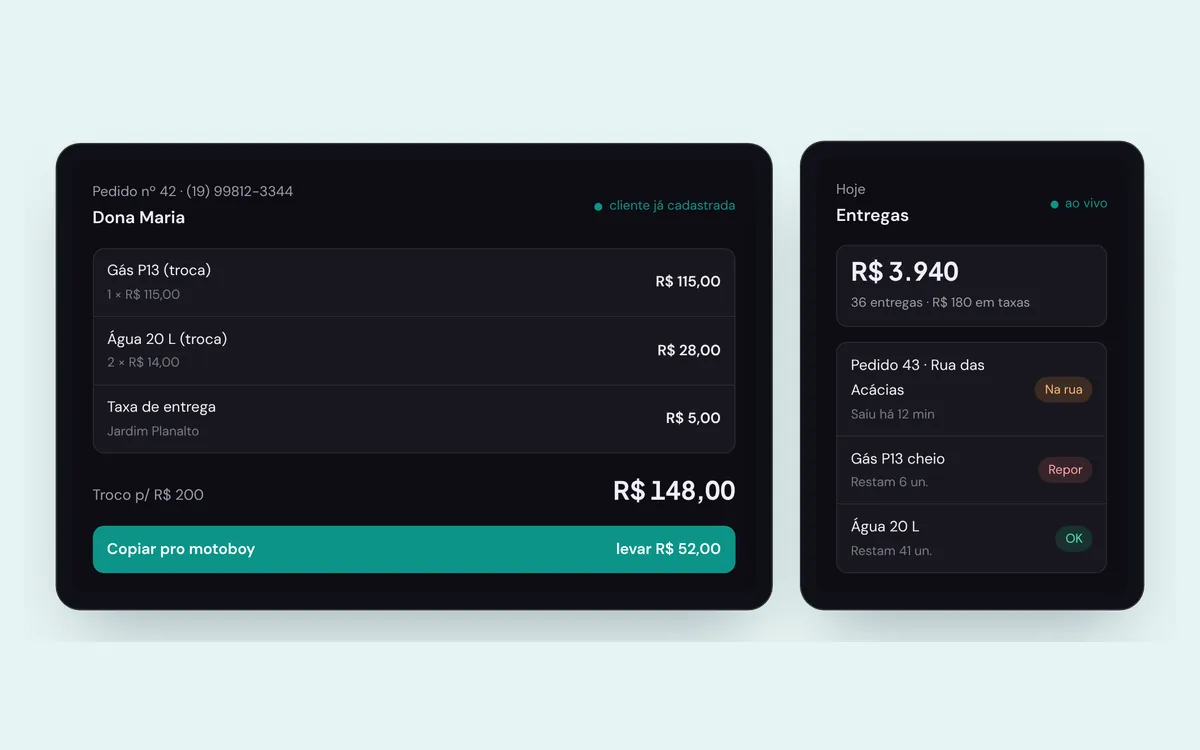 Pedido nº 42 · (19) 99812-3344
Dona Maria
cliente já cadastrada
Gás P13 (troca)
1 × R$ 115,00
R$ 115,00
Água 20 L (troca)
2 × R$ 14,00
R$ 28,00
Taxa de entrega
Jardim Planalto
R$ 5,00
Troco p/ R$ 200
R$ 148,00
Copiar pro motoboy
levar R$ 52,00
Hoje
Entregas
ao vivo
R$ 3.940
36 entregas · R$ 180 em taxas
Pedido 43 · Rua das
Acácias
Saiu há 12 min
Na rua
Gás P13 cheio
Restam 6 un.
Repor
Água 20 L
Restam 41 un.
OK